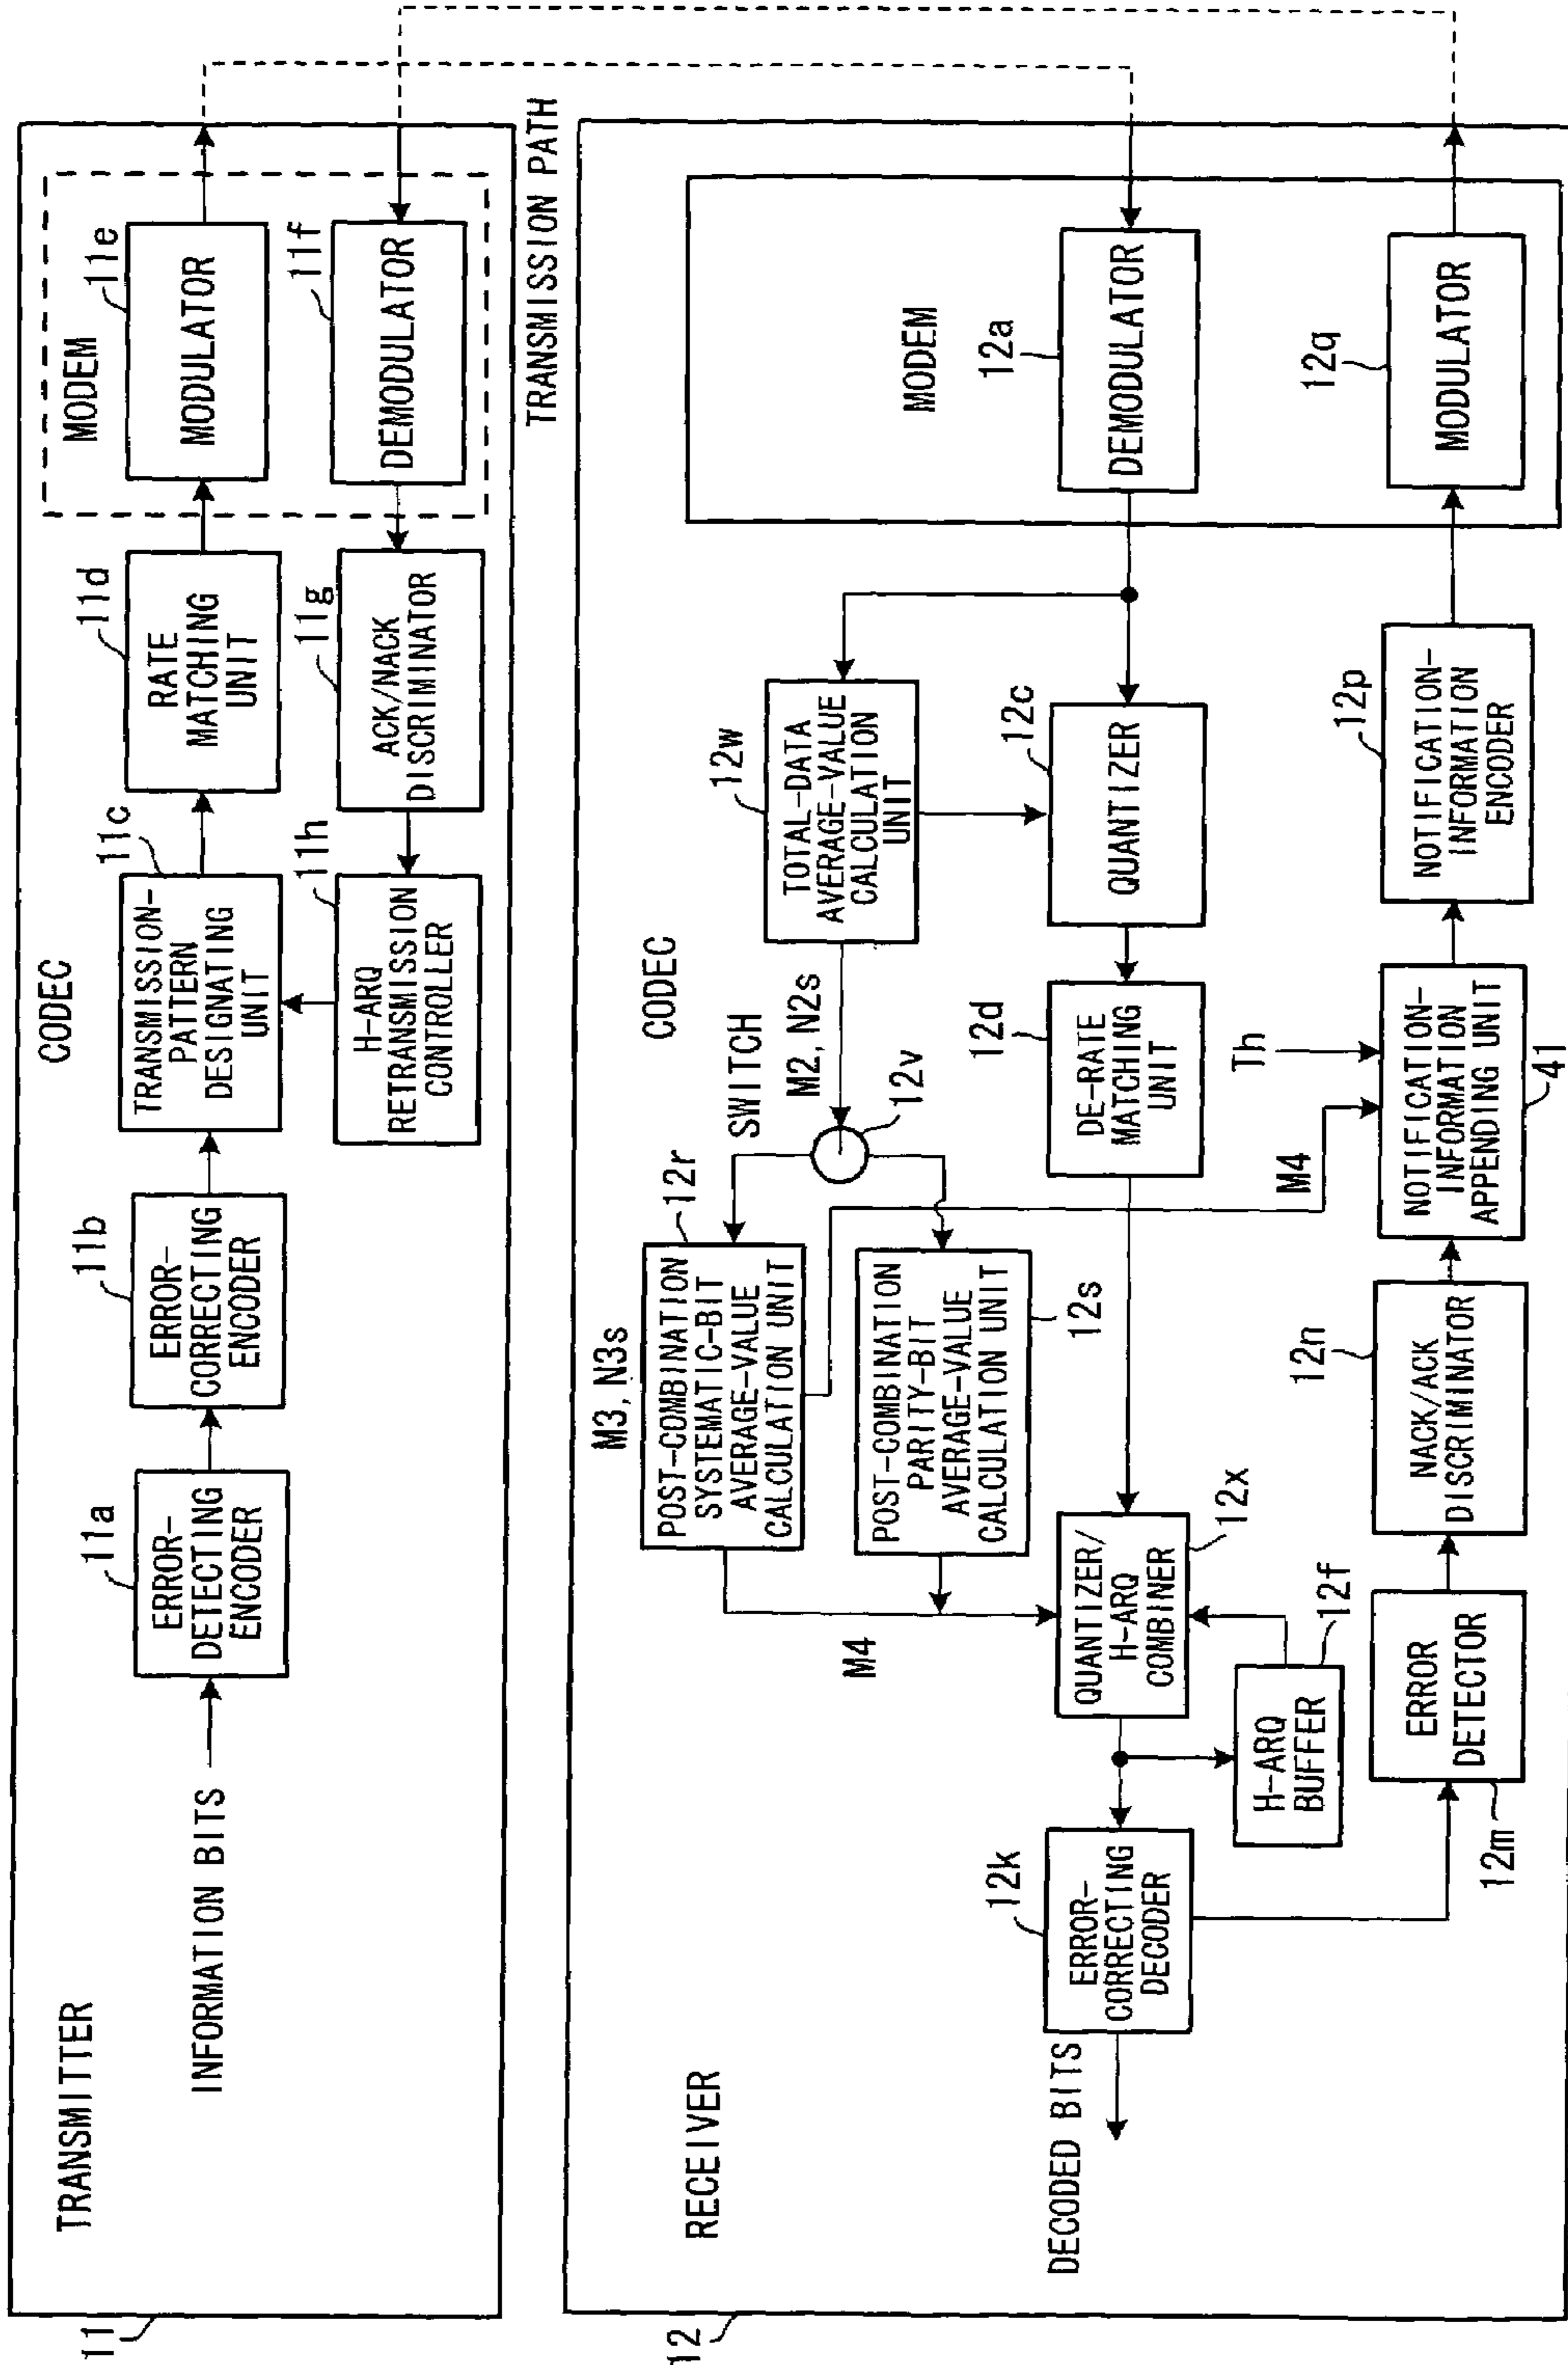 11
TRANSMITTER
CODEC
MODEM
INFORMATION BITS
11a
ERROR-
DETECTING
ENCODER
11b
ERROR-
CORRECTING
ENCODER
11c
TRANSMISSION-
PATTERN
DESIGNATING
UNIT
11d
RATE
MATCHING
UNIT
11e
MODULATOR
11f
DEMODULATOR
11g
ACK/NACK
DISCRIMINATOR
11h
H-ARQ
RETRANSMISSION
CONTROLLER
TRANSMISSION PATH
12
RECEIVER
CODEC
MODEM
M3, N3s
12r
POST-COMBINATION
SYSTEMATIC-BIT
AVERAGE-VALUE
CALCULATION UNIT
SWITCH
M2, N2s
12v
12w
TOTAL-DATA
AVERAGE-VALUE
CALCULATION
UNIT
POST-COMBINATION
PARITY-BIT
AVERAGE-VALUE
CALCULATION UNIT
12s
M4
12a
DEMODULATOR
12c
QUANTIZER
12d
DE-RATE
MATCHING
UNIT
QUANTIZER/
H-ARQ
COMBINER
12x
12k
ERROR-
CORRECTING
DECODER
DECODED BITS
H-ARQ
BUFFER
12f
ERROR
DETECTOR
12m
12n
NACK/ACK
DISCRIMINATOR
M4
Th
NOTIFICATION-
INFORMATION
APPENDING UNIT
41
12p
NOTIFICATION-
INFORMATION
ENCODER
12q
MODULATOR